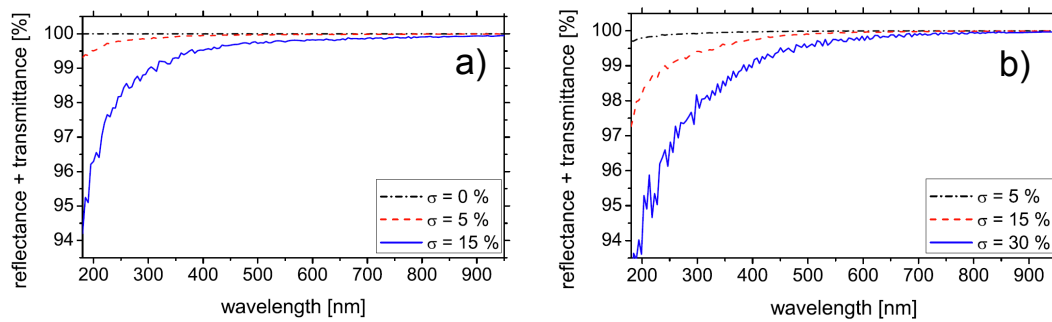 reflectance + transmittance [%]
100
99
98
97
96
95
94
a)
σ = 0 %
σ = 5 %
σ = 15 %
200 300 400 500 600 700 800 900
wavelength [nm]
reflectance + transmittance [%]
100
99
98
97
96
95
94
b)
σ = 5 %
σ = 15 %
σ = 30 %
200 300 400 500 600 700 800 900
wavelength [nm]